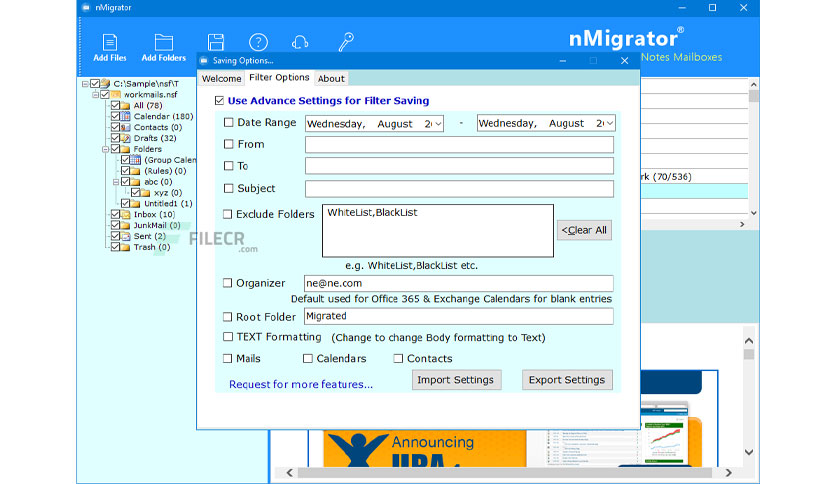 nMigrator
Add Files
Add Folders
nMigrator®
Notes Mailboxes
Saving Options...
Welcome
Filter Options
About
Use Advance Settings for Filter Saving
Date Range
Wednesday, August 2
-
Wednesday, August 2
From
To
Subject
Exclude Folders
WhiteList,BlackList
<Clear All
e.g. WhiteList,BlackList etc.
Organizer
ne@ne.com
Default used for Office 365 & Exchange Calendars for blank entries
Root Folder
Migrated
TEXT Formatting (Change to change Body formatting to Text)
Mails
Calendars
Contacts
Request for more features...
Import Settings
Export Settings
C:\Sample\nsf\T
workmails.nsf
All (78)
Calendar (180)
Contacts (0)
Drafts (32)
Folders
(Group Calen
(Rules) (0)
abc (0)
xyz (0)
Untitled1 (1)
Inbox (10)
JunkMail (0)
Sent (2)
Trash (0)
FILECR
.com
rk (70/536)
Announcing